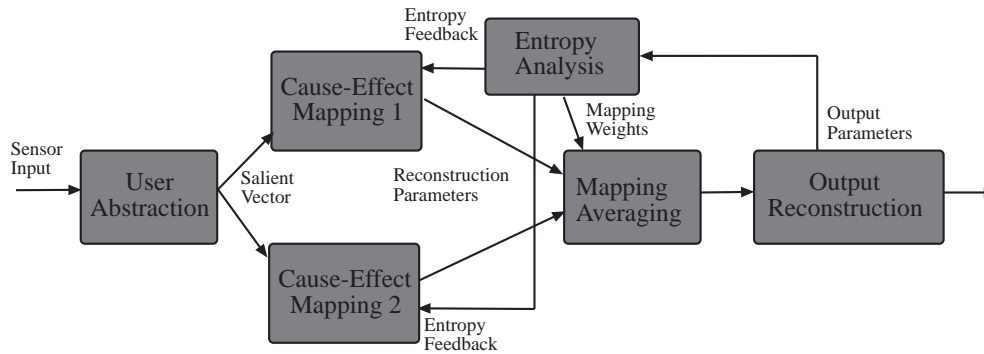 Sensor
Input
User
Abstraction
Salient
Vector
Cause-Effect
Mapping 1
Cause-Effect
Mapping 2
Entropy
Feedback
Entropy
Analysis
Mapping
Weights
Reconstruction
Parameters
Entropy
Feedback
Mapping
Averaging
Output
Parameters
Output
Reconstruction